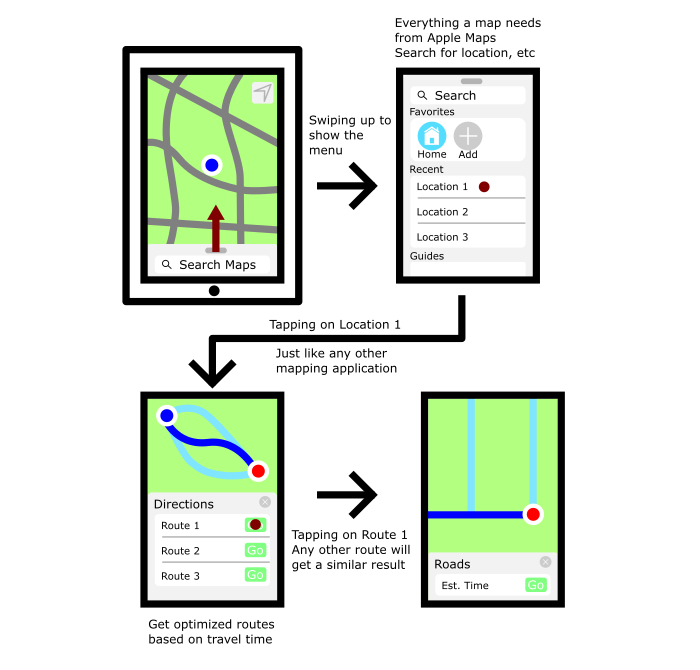 Everything a map needs
from Apple Maps
Search for location, etc
Swiping up to
show the
menu
Search Maps
Search
Favorites
Home Add
Recent
Location 1
Location 2
Location 3
Guides
Tapping on Location 1
Just like any other
mapping application
Directions
Route 1
Route 2 Go
Route 3 Go
Get optimized routes
based on travel time
Tapping on Route 1
Any other route will
get a similar result
Roads
Est. Time Go